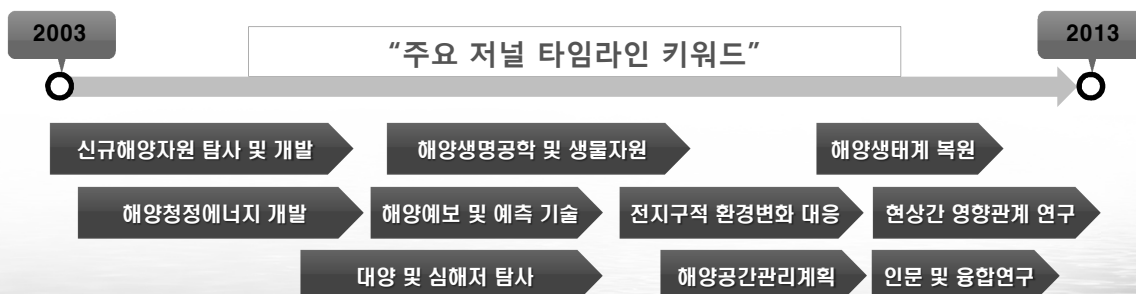 2003
2013
“주요 저널 타임라인 키워드”
신규해양자원 탐사 및 개발
해양생명공학 및 생물자원
해양생태계 복원
해양청정에너지 개발
해양예보 및 예측 기술
전지구적 환경변화 대응
현상간 영향관계 연구
대양 및 심해저 탐사
해양공간관리계획
인문 및 융합연구